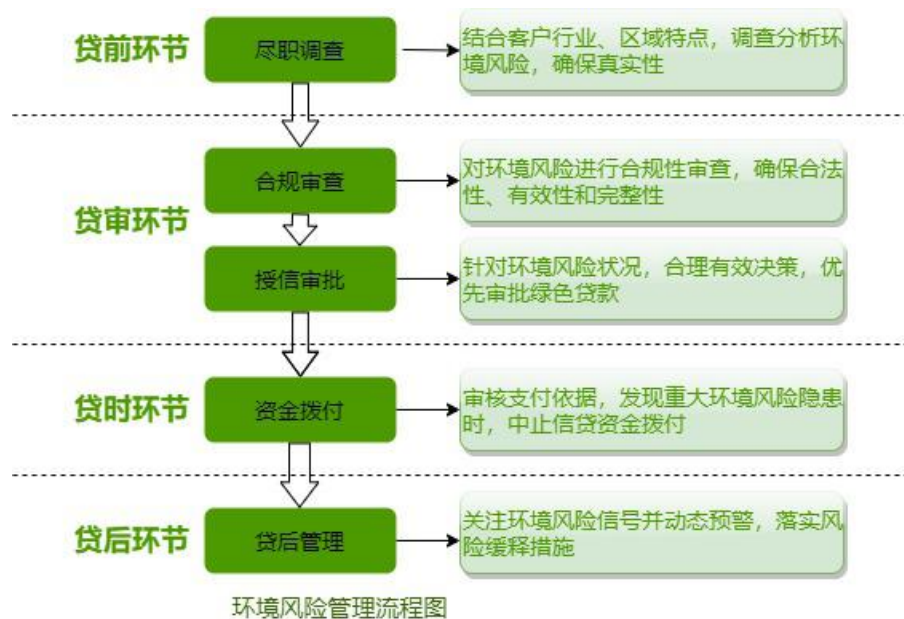 贷前环节
尽职调查
结合客户行业、区域特点，调查分析环
境风险，确保真实性
贷审环节
合规审查
对环境风险进行合规性审查，确保合法
性、有效性和完整性
授信审批
针对环境风险状况，合理有效决策，优
先审批绿色贷款
贷时环节
资金拨付
审核支付依据，发现重大环境风险隐患
时，中止信贷资金拨付
贷后环节
贷后管理
关注环境风险信号并动态预警，落实风
险缓释措施
环境风险管理流程图